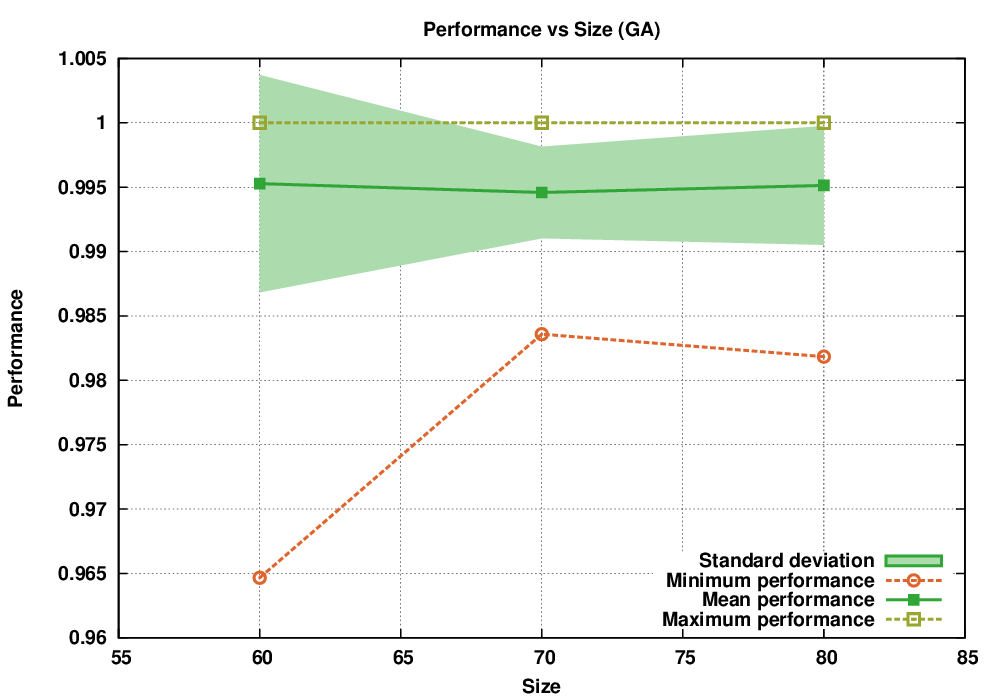 Performance vs Size (GA)
1.005
1
0.995
0.99
0.985
0.98
0.975
0.97
0.965
0.96
Performance
55
60
65
70
75
80
85
Size
Standard deviation
Minimum performance
Mean performance
Maximum performance